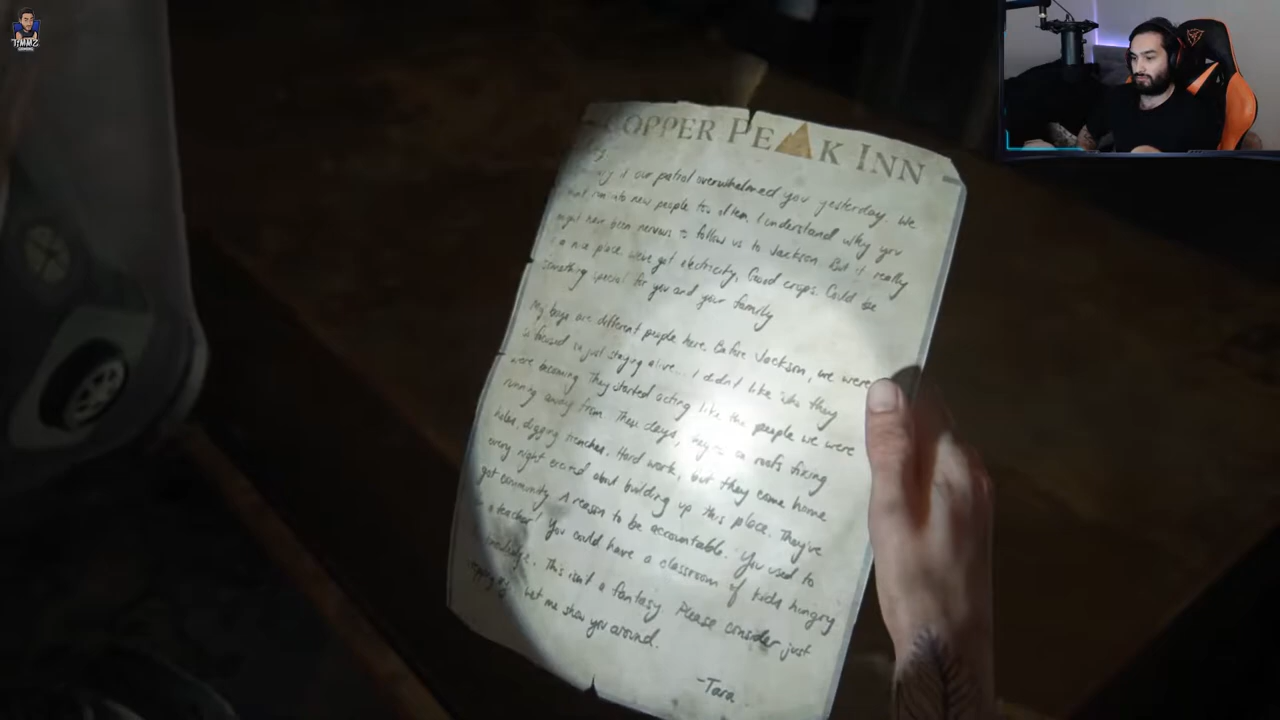 TIMMZ
GAMING
COPPER PEAK INN
if our patrol overwhelmed you yesterday. We
run into new people too often. I understand why you
might have been nervous to follow us to Jackson. But it really
a nice place. We've got electricity. Good crops. Could be
something special for you and your family
My boys are different people here. Before Jackson, we were
so focused on just staying alive... I didn't like who they
were becoming. They started acting like the people we were
running away from. These days, they're on roofs fixing
holes, digging trenches. Hard work, but they come home
every night excited about building up this place. They've
got community. A reason to be accountable. You used to
a teacher! You could have a classroom of kids hungry
knowledge. This isn't a fantasy. Please consider just
Let me show you around.
-Tara